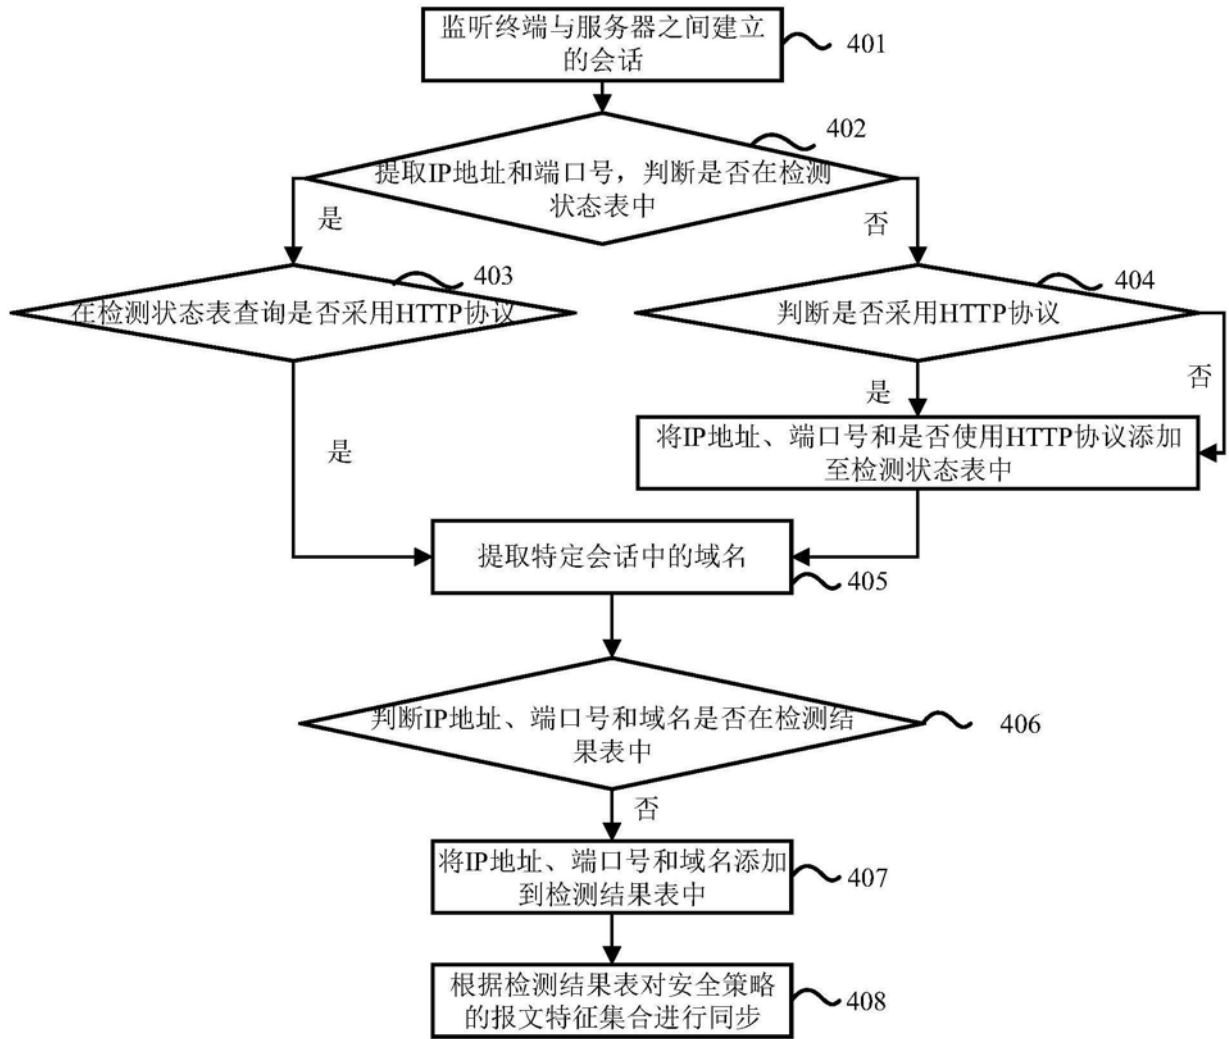 监听终端与服务器之间建立
的会话
401
402
提取IP地址和端口号，判断是否在检测
状态表中
是
否
403
404
在检测状态表查询是否采用HTTP协议
判断是否采用HTTP协议
否
是
将IP地址、端口号和是否使用HTTP协议添加
至检测状态表中
是
提取特定会话中的域名
405
判断IP地址、端口号和域名是否在检测结
果表中
406
否
将IP地址、端口号和域名添加
到检测结果表中
407
根据检测结果表对安全策略
的报文特征集合进行同步
408